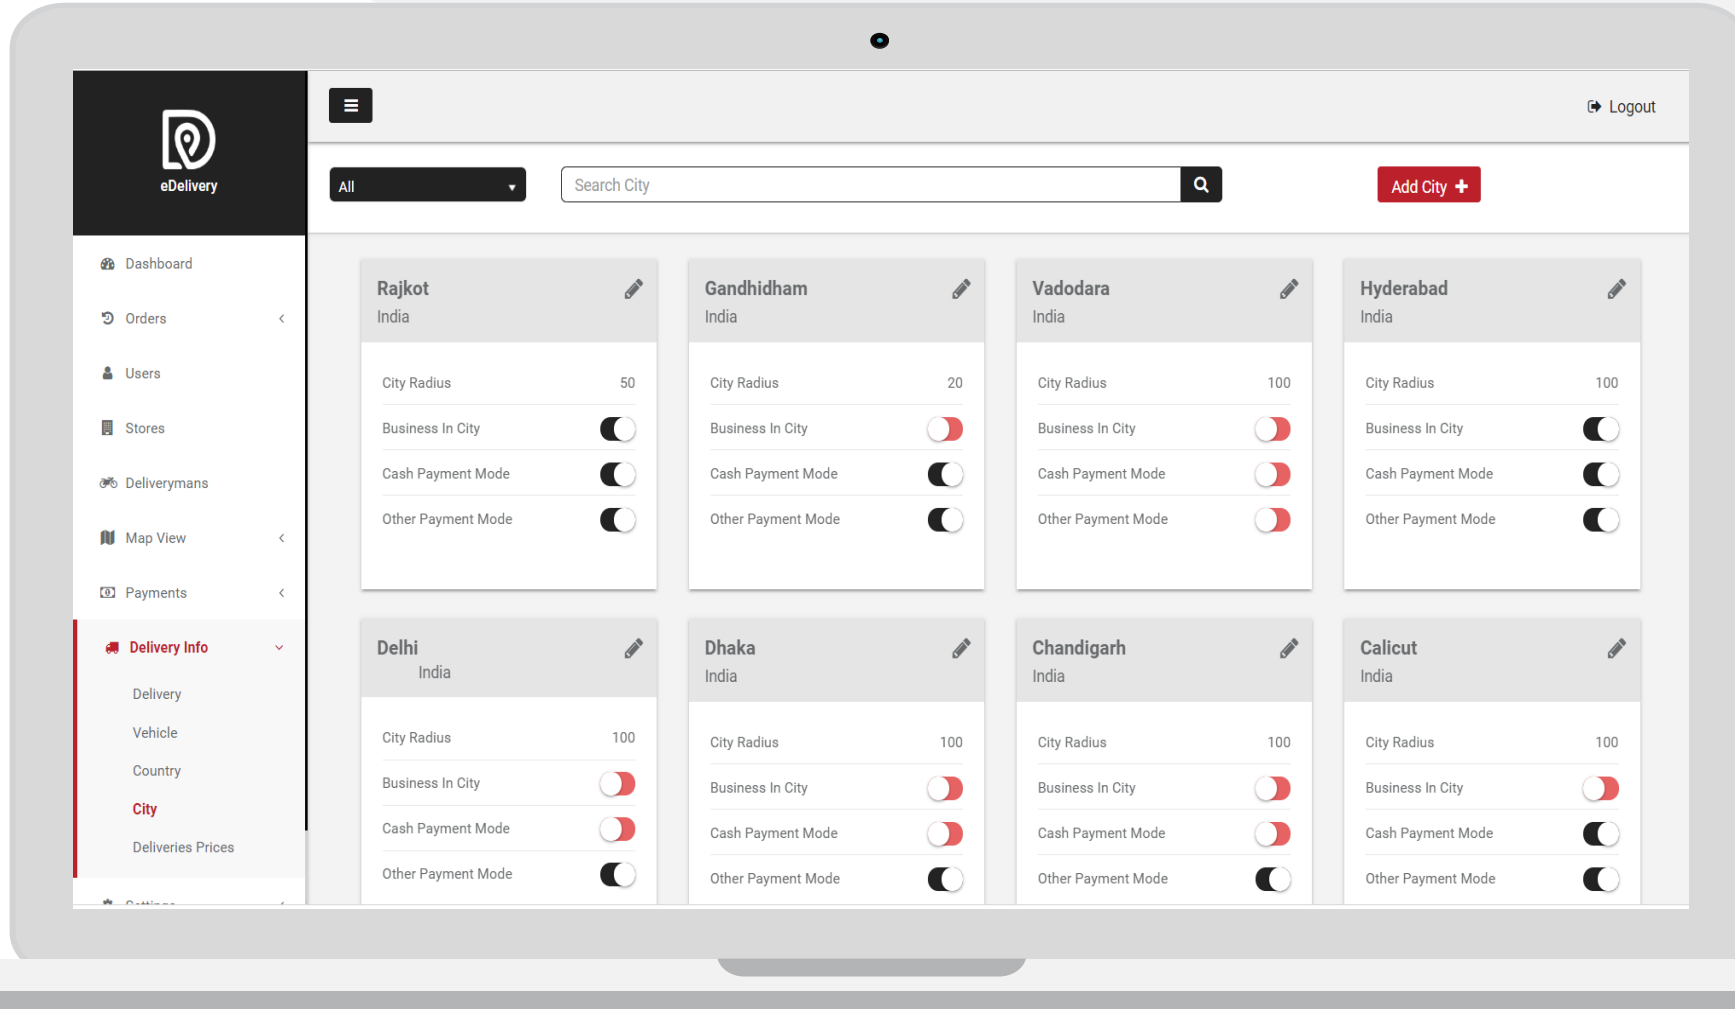 eDelivery
Logout
All
Search City
Add City
Dashboard
Orders
Users
Stores
Deliverymans
Map View
Payments
Delivery Info
Delivery
Vehicle
Country
City
Deliveries Prices
Settings
Rajkot
India
City Radius 50
Business In City
Cash Payment Mode
Other Payment Mode
Gandhidham
India
City Radius 20
Business In City
Cash Payment Mode
Other Payment Mode
Vadodara
India
City Radius 100
Business In City
Cash Payment Mode
Other Payment Mode
Hyderabad
India
City Radius 100
Business In City
Cash Payment Mode
Other Payment Mode
Delhi
India
City Radius 100
Business In City
Cash Payment Mode
Other Payment Mode
Dhaka
India
City Radius 100
Business In City
Cash Payment Mode
Other Payment Mode
Chandigarh
India
City Radius 100
Business In City
Cash Payment Mode
Other Payment Mode
Calicut
India
City Radius 100
Business In City
Cash Payment Mode
Other Payment Mode